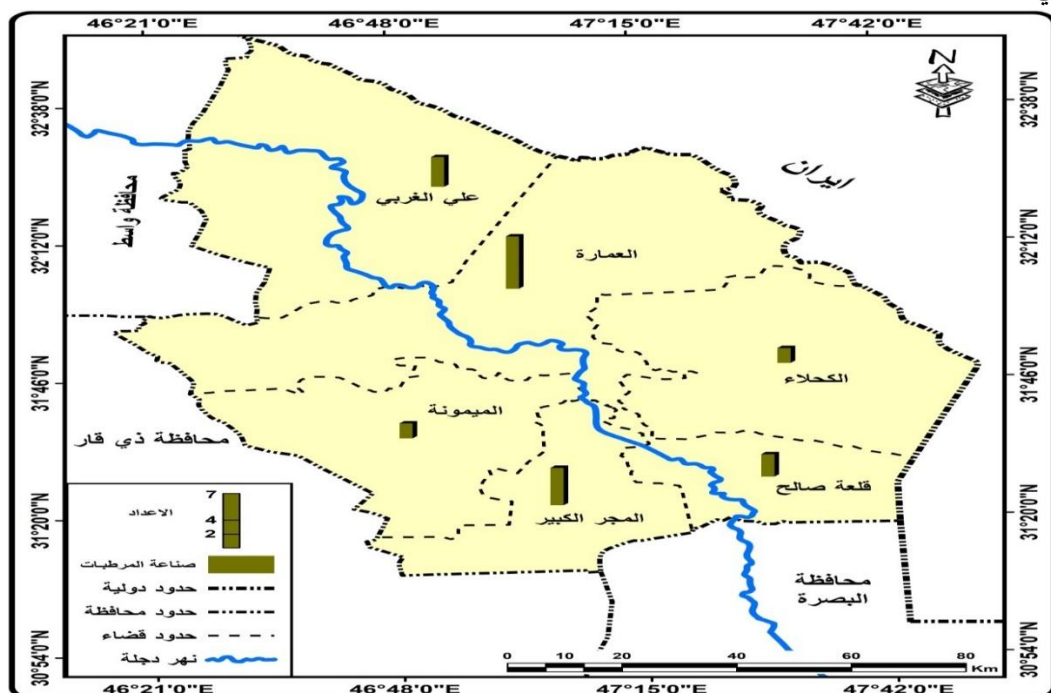 46°21'0"E 46°48'0"E 47°15'0"E 47°42'0"E
32°38'0"N 32°38'0"N
32°12'0"N 32°12'0"N
31°46'0"N 31°46'0"N
31°20'0"N 31°20'0"N
30°54'0"N 30°54'0"N
N
ايران
محافظة واسط
علي الغربي
العمارة
الكحلاء
الميمونة
محافظة ذي قار
قلعة صالح
المجر الكبير
محافظة
البصرة
7
4
2
الاعداد
صناعة المرطبات
حدود دولية
حدود محافظة
حدود قضاء
نهر دجلة
0 10 20 40 60 80
Km
46°21'0"E 46°48'0"E 47°15'0"E 47°42'0"E